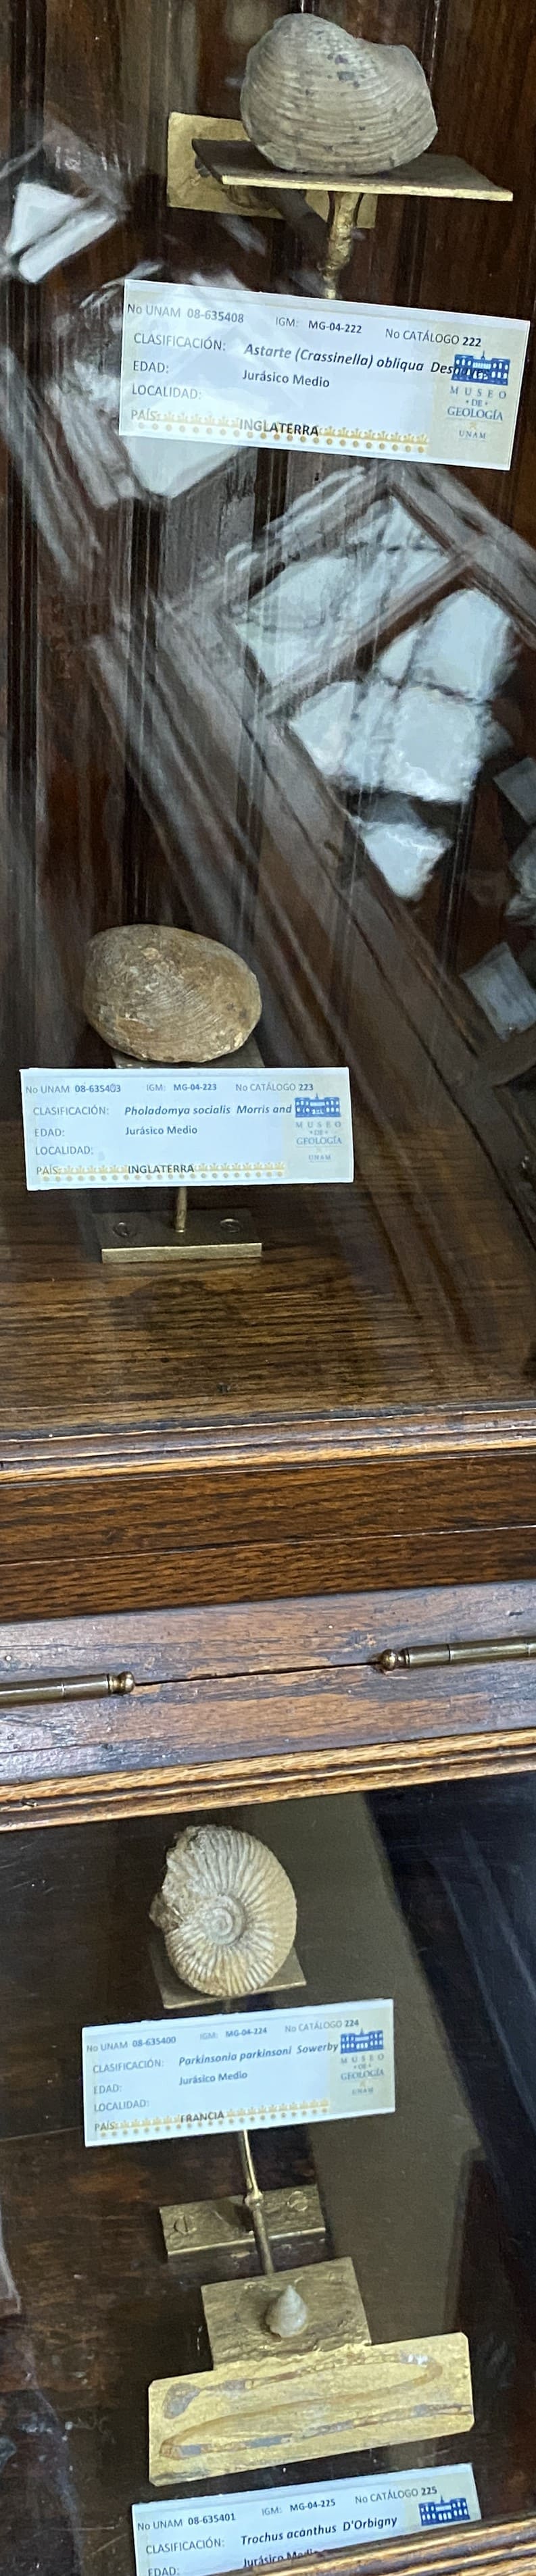 No UNAM 08-635408 IGM: MG-04-222 No CATÁLOGO 222
CLASIFICACIÓN: Astarte (Crassinella) obliqua
EDAD: Jurásico Medio
LOCALIDAD:
PAÍS: INGLATERRA
MUSEO
DE
GEOLOGÍA
UNAM
No UNAM 08-635403 IGM: MG-04-223 No CATÁLOGO 223
CLASIFICACIÓN: Pholadomya socialis Morris and
EDAD: Jurásico Medio
LOCALIDAD:
PAÍS: INGLATERRA
MUSEO
DE
GEOLOGÍA
UNAM
No UNAM 08-635400 IGM: MG-04-224 No CATÁLOGO 224
CLASIFICACIÓN: Parkinsonia parkinsoni Sowerby
EDAD: Jurásico Medio
LOCALIDAD:
PAÍS: FRANCIA
MUSEO
DE
GEOLOGÍA
UNAM
No UNAM 08-635401 IGM: MG-04-225 No CATÁLOGO 225
CLASIFICACIÓN: Trochus acanthus D'Orbigny
EDAD: Jurásico Medio